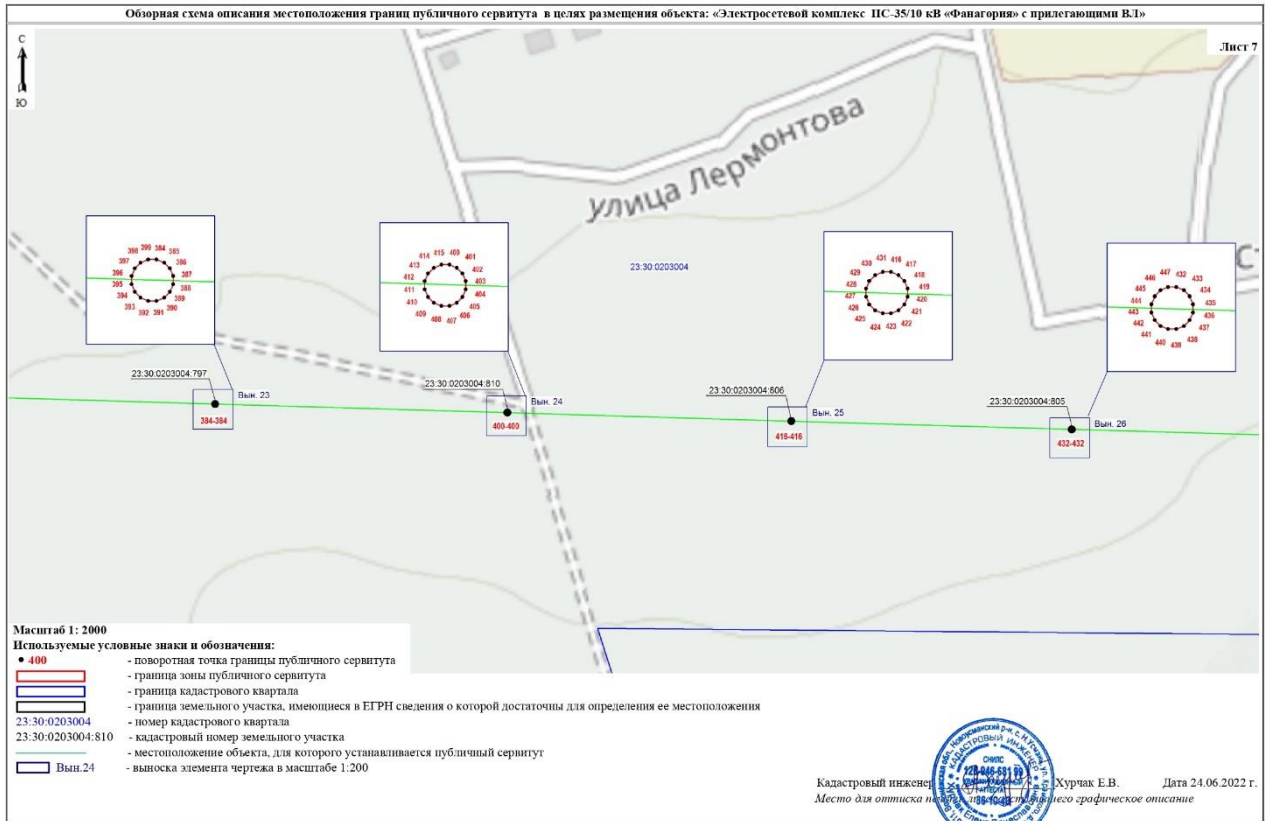 Обзорная схема описания местоположения границ публичного сервитута в целях размещения объекта: «Электросетевой комплекс ПС-35/10 кВ «Фанагория» с прилегающими ВЛ»
Лист 7
С
Ю
улица Лермонтова
Ст
23:30:0203004
398 399 384 385
397 386
396 387
395 388
394 389
393 392 391 390
414 415 400 401
413 402
412 403
411 404
410 405
409 408 407 406
430 431 416 417
429 418
428 419
427 420
426 421
425 424 423 422
446 447 432 433
445 434
444 435
443 436
442 437
441 440 439 438
23:30:0203004:797
Вын. 23
384-384
23:30:0203004:810
Вын. 24
400-400
23:30:0203004:806
Вын. 25
416-416
23:30:0203004:805
Вын. 26
432-432
Масштаб 1: 2000
Используемые условные знаки и обозначения:
400 - поворотная точка границы публичного сервитута
- граница зоны публичного сервитута
- граница кадастрового квартала
- граница земельного участка, имеющиеся в ЕГРН сведения о которой достаточны для определения ее местоположения
23:30:0203004 - номер кадастрового квартала
23:30:0203004:810 - кадастровый номер земельного участка
- местоположение объекта, для которого устанавливается публичный сервитут
Вын.24 - выноска элемента чертежа в масштабе 1:200
КАДАСТРОВЫЙ ИНЖЕНЕР
СНИЛС
Кадастровый инженер Хурчак Е.В. Дата 24.06.2022 г.
Место для оттиска графическое описание